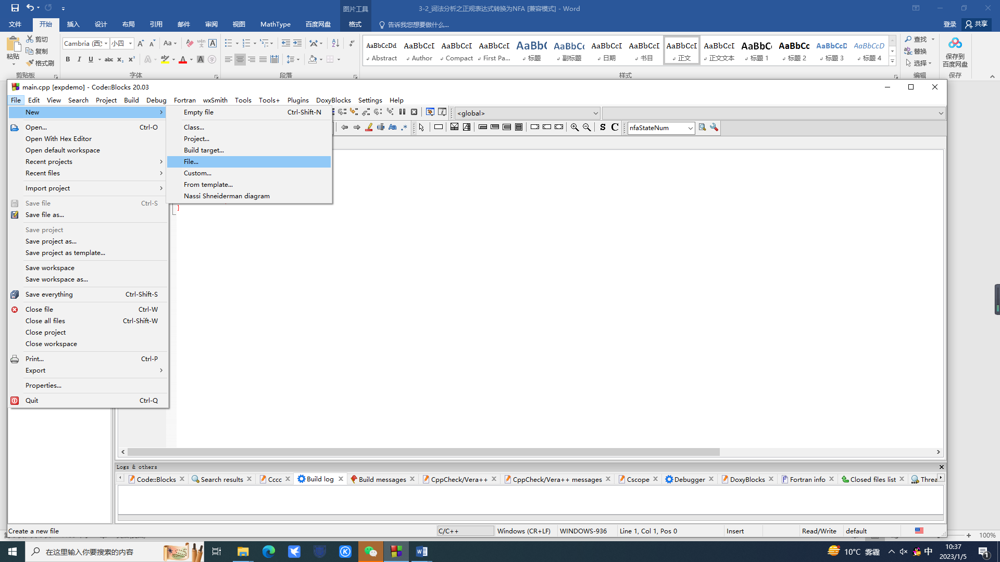 图片工具
3-2_词法分析之正规表达式转换为NFA [兼容模式] - Word
文件 开始 插入 设计 布局 引用 邮件 审阅 视图 MathType 百度网盘 格式 告诉我您想要做什么... 登录 共享
粘贴 剪切 复制 格式刷 剪贴板
Cambria (西 小四 字体
段落
AaBbCcDd AaBbCcI AaBbCcI AaBbCcI AaBb( AaBbC AaBbCcI AaBbCcI AaBbCcI AaBbCcI AaBbC AaBbCc AaBbCcD AaBbCcD
Abstract Author Compact First Pa... 标题 副标题 日期 书目 正文 正文文本 标题 1 标题 2 标题 3 标题 4
样式
查找 替换 选择 编辑
保存到
百度网盘
保存
main.cpp [expdemo] - Code::Blocks 20.03
File Edit View Search Project Build Debug Fortran wxSmith Tools Tools+ Plugins DoxyBlocks Settings Help
New
Open... Ctrl-O
Open With Hex Editor
Open default workspace
Recent projects
Recent files
Import project
Save file Ctrl-S
Save file as...
Save project
Save project as...
Save project as template...
Save workspace
Save workspace as...
Save everything Ctrl-Shift-S
Close file Ctrl-W
Close all files Ctrl-Shift-W
Close project
Close workspace
Print... Ctrl-P
Export
Properties...
Quit Ctrl-Q
Empty file Ctrl-Shift-N
Class...
Project...
Build target...
File...
Custom...
From template...
Nassi Shneiderman diagram
<global>
S C nfaStateNum
}
Logs & others
Code::Blocks Search results Cccc Build log Build messages CppCheck/Vera++ CppCheck/Vera++ messages Cscope Debugger DoxyBlocks Fortran info Closed files list Threa
Create a new file C/C++ Windows (CR+LF) WINDOWS-936 Line 1, Col 1, Pos 0 Insert Read/Write default
100%
在这里输入你要搜索的内容
10°C 雾霾 中
10:37
2023/1/5
1